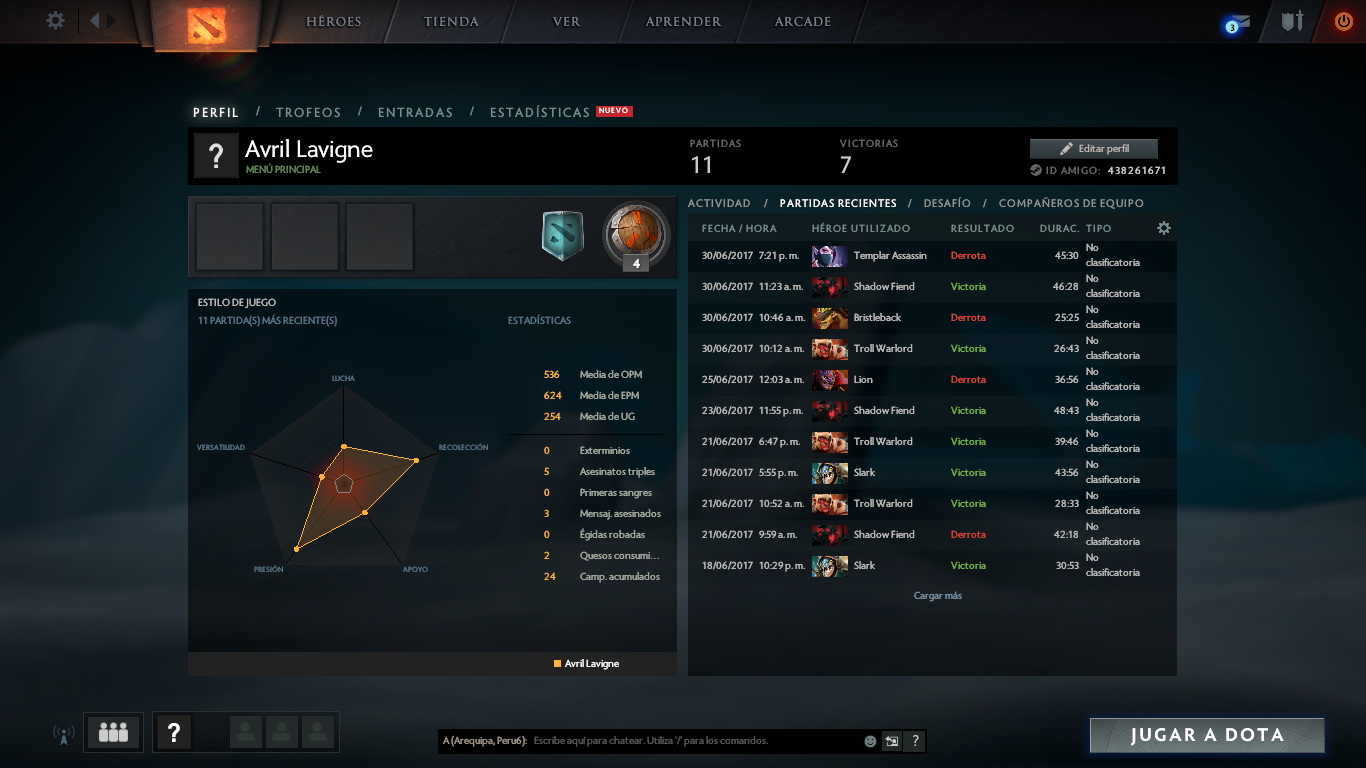 HÉROES TIENDA VER APRENDER ARCADE
3
PERFIL / TROFEOS / ENTRADAS / ESTADÍSTICAS NUEVO
? Avril Lavigne
MENÚ PRINCIPAL
PARTIDAS
11
VICTORIAS
7
Editar perfil
ID AMIGO: 438261671
4
ESTILO DE JUEGO
11 PARTIDA(S) MÁS RECIENTE(S)
LUCHA
RECOLECCIÓN
APOYO
PRESIÓN
VERSATILIDAD
ESTADÍSTICAS
536 Media de OPM
624 Media de EPM
254 Media de UG
0 Exterminios
5 Asesinatos triples
0 Primeras sangres
3 Mensaj. asesinados
0 Égidas robadas
2 Quesos consumi...
24 Camp. acumulados
Avril Lavigne
ACTIVIDAD / PARTIDAS RECIENTES / DESAFÍO / COMPAÑEROS DE EQUIPO
FECHA / HORA HÉROE UTILIZADO RESULTADO DURAC. TIPO
30/06/2017 7:21 p. m. Templar Assassin Derrota 45:30 No clasificatoria
30/06/2017 11:23 a. m. Shadow Fiend Victoria 46:28 No clasificatoria
30/06/2017 10:46 a. m. Bristleback Derrota 25:25 No clasificatoria
30/06/2017 10:12 a. m. Troll Warlord Victoria 26:43 No clasificatoria
25/06/2017 12:03 a. m. Lion Derrota 36:56 No clasificatoria
23/06/2017 11:55 p. m. Shadow Fiend Victoria 48:43 No clasificatoria
21/06/2017 6:47 p. m. Troll Warlord Victoria 39:46 No clasificatoria
21/06/2017 5:55 p. m. Slark Victoria 43:56 No clasificatoria
21/06/2017 10:52 a. m. Troll Warlord Victoria 28:33 No clasificatoria
21/06/2017 9:59 a. m. Shadow Fiend Derrota 42:18 No clasificatoria
18/06/2017 10:29 p. m. Slark Victoria 30:53 No clasificatoria
Cargar más
?
A (Arequipa, Peru6): Escribe aquí para chatear. Utiliza '/' para los comandos. ?
JUGAR A DOTA